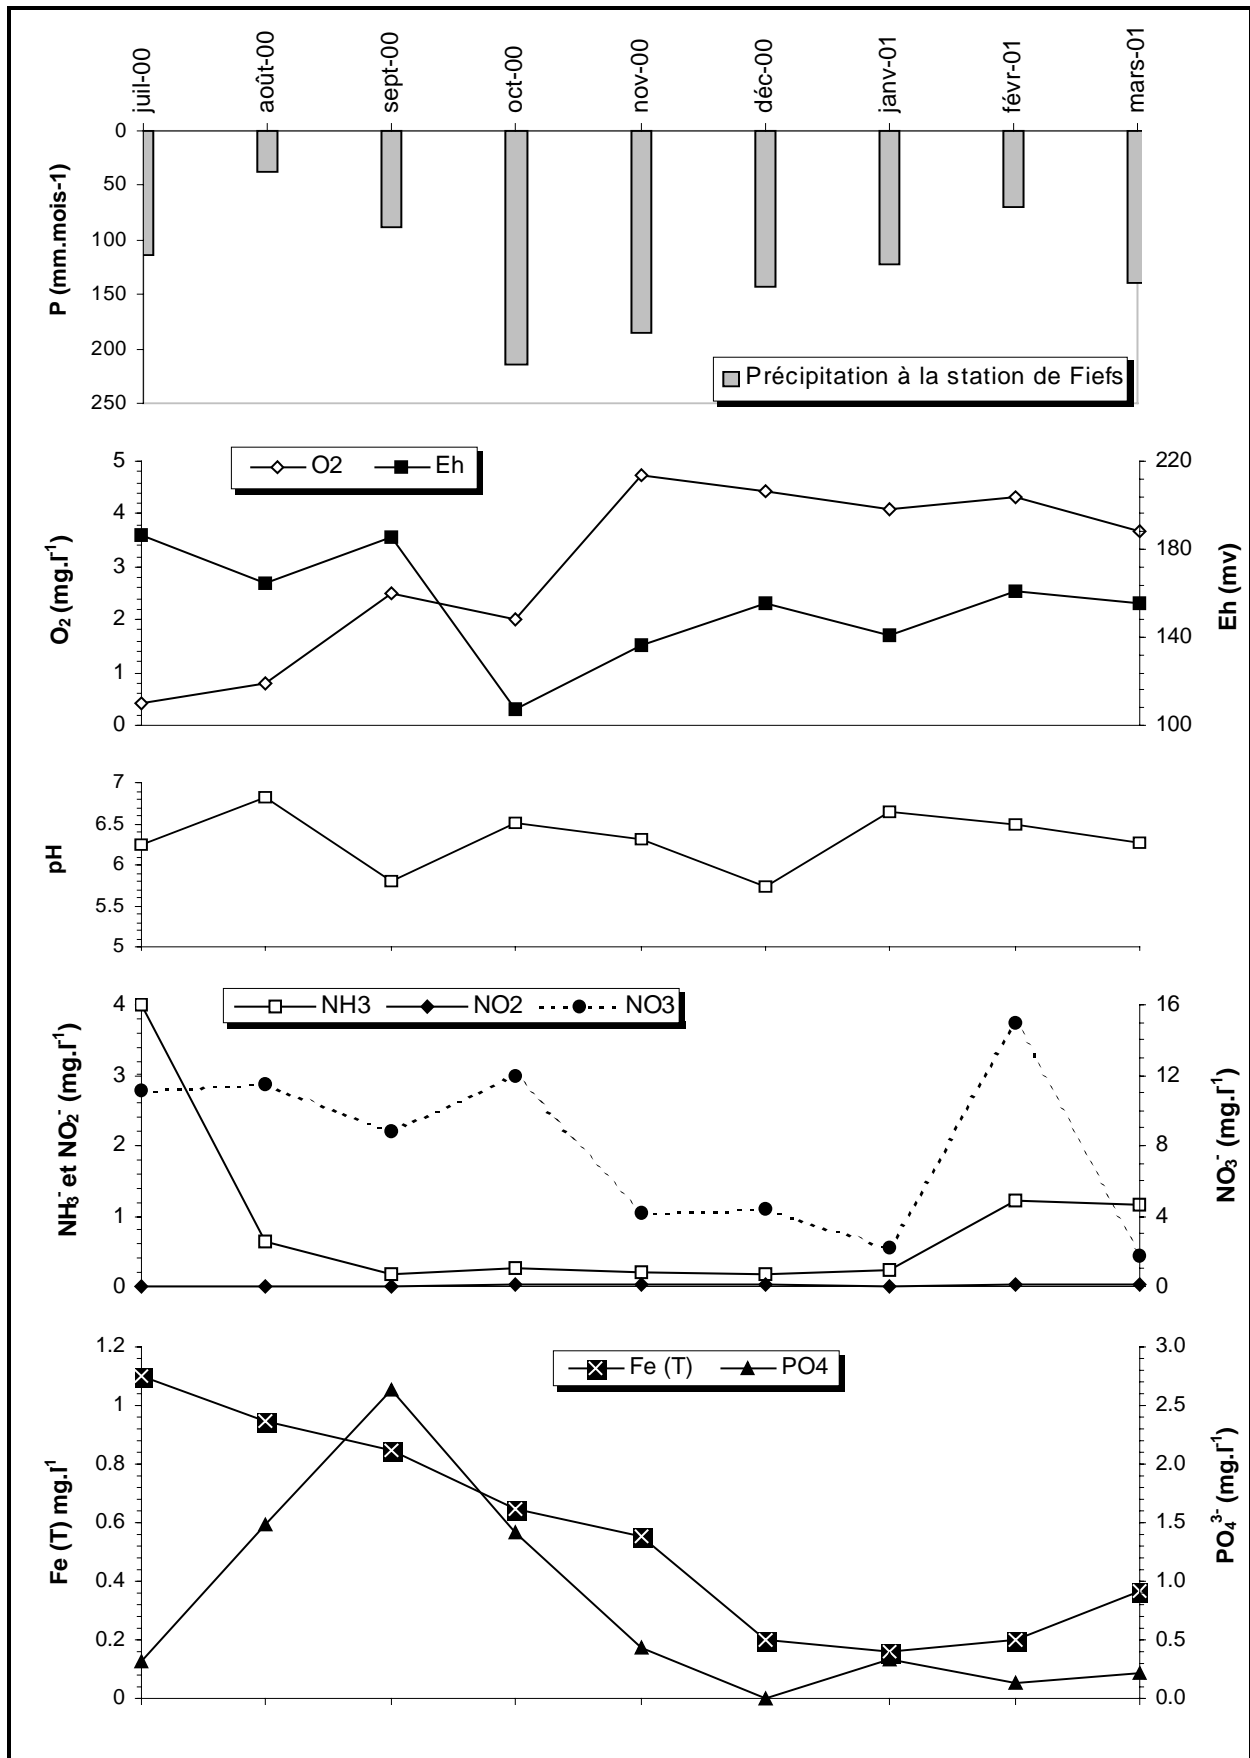 juil-00
août-00
sept-00
oct-00
nov-00
déc-00
janv-01
févr-01
mars-01
P (mm.mois-1)
0
50
100
150
200
250
Précipitation à la station de Fiefs
O2 Eh
O₂ (mg.l⁻¹)
5
4
3
2
1
0
220
180
140
100
Eh (mv)
pH
7
6.5
6
5.5
5
NH3 NO2 NO3
NH₃⁻ et NO₂⁻ (mg.l⁻¹)
4
3
2
1
0
16
12
8
4
0
NO₃⁻ (mg.l⁻¹)
Fe (T) PO4
Fe (T) mg.l¹
1.2
1
0.8
0.6
0.4
0.2
0
3.0
2.5
2.0
1.5
1.0
0.5
0.0
PO₄³⁻ (mg.l⁻¹)